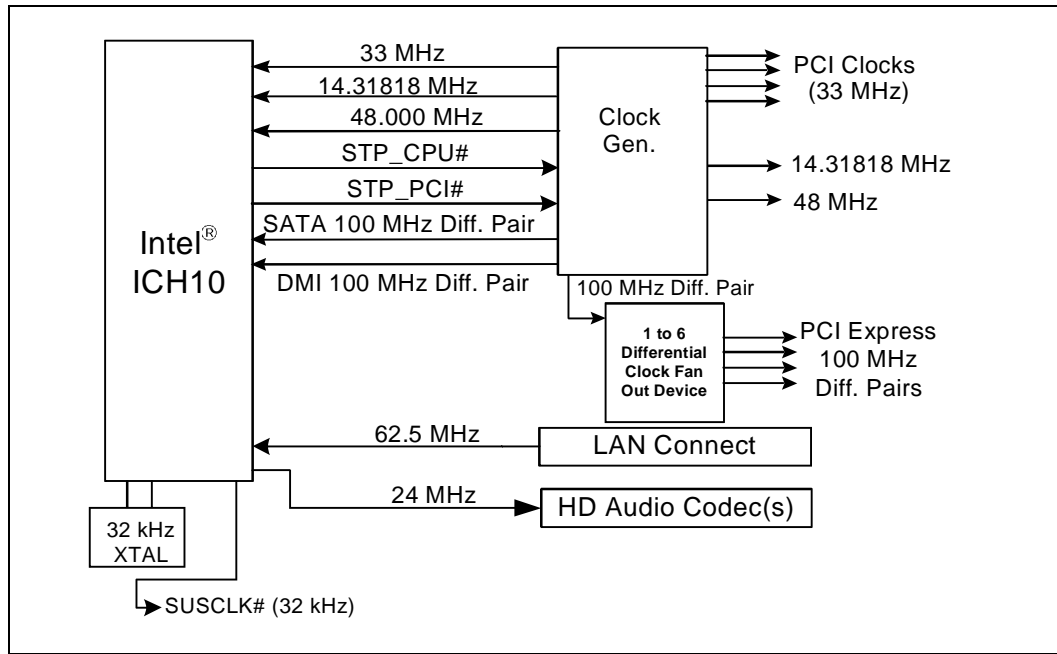 33 MHz
14.31818 MHz
48.000 MHz
STP_CPU#
STP_PCI#
SATA 100 MHz Diff. Pair
DMI 100 MHz Diff. Pair
Intel®
ICH10
Clock
Gen.
PCI Clocks
(33 MHz)
14.31818 MHz
48 MHz
100 MHz Diff. Pair
1 to 6
Differential
Clock Fan
Out Device
PCI Express
100 MHz
Diff. Pairs
62.5 MHz
LAN Connect
24 MHz
HD Audio Codec(s)
32 kHz
XTAL
SUSCLK# (32 kHz)